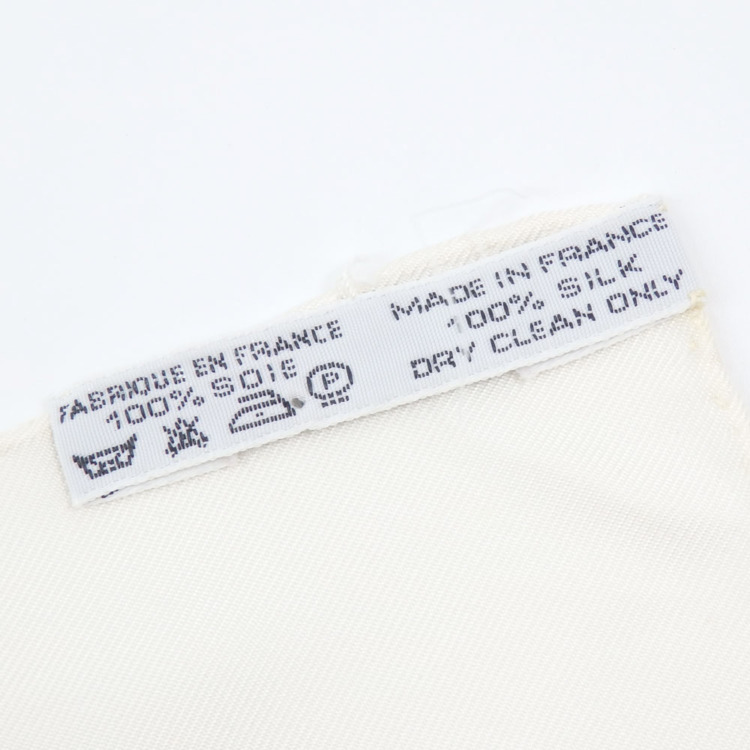 FABRIQUE EN FRANCE
100% SOIE
P
MADE IN FRANCE
100% SILK
DRY CLEAN ONLY